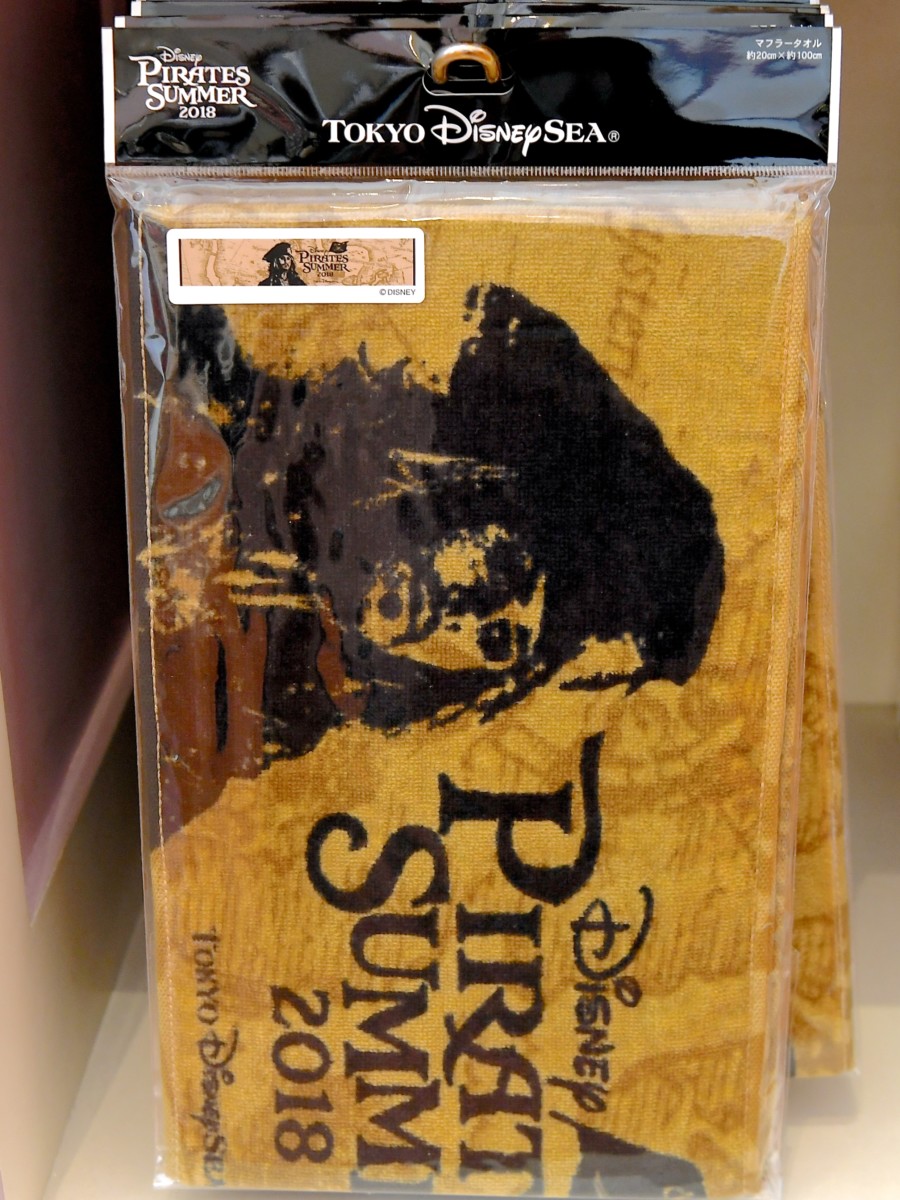 Disney
PIRATES
SUMMER
2018
TOKYO DISNEYSEA®
マフラータオル
約20cm×約100cm
Disney
PIRATES
SUMMER
2018
©DISNEY
Disney
PIRAT
SUMM
2018
TOKYO DISNEYSEA